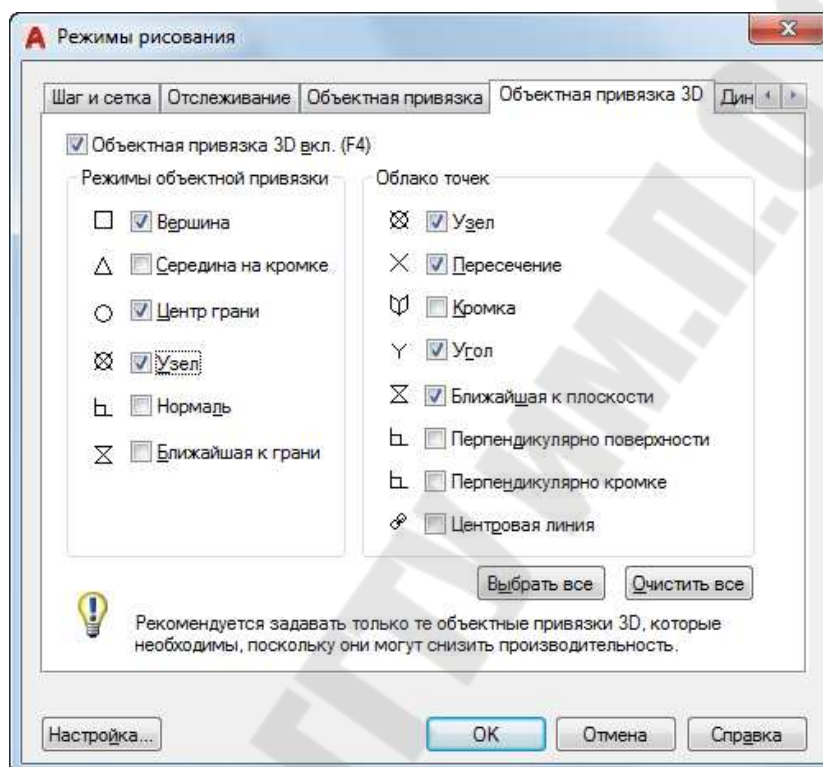 Режимы рисования
Шаг и сетка Отслеживание Объектная привязка Объектная привязка 3D Дин
Объектная привязка 3D вкл. (F4)
Режимы объектной привязки
Вершина
Середина на кромке
Центр грани
Узел
Нормаль
Ближайшая к грани
Облако точек
Узел
Пересечение
Кромка
Угол
Ближайшая к плоскости
Перпендикулярно поверхности
Перпендикулярно кромке
Центровая линия
Выбрать все Очистить все
Рекомендуется задавать только те объектные привязки 3D, которые
необходимы, поскольку они могут снизить производительность.
Настройка... OK Отмена Справка
ГГТУ ИМ.П.О